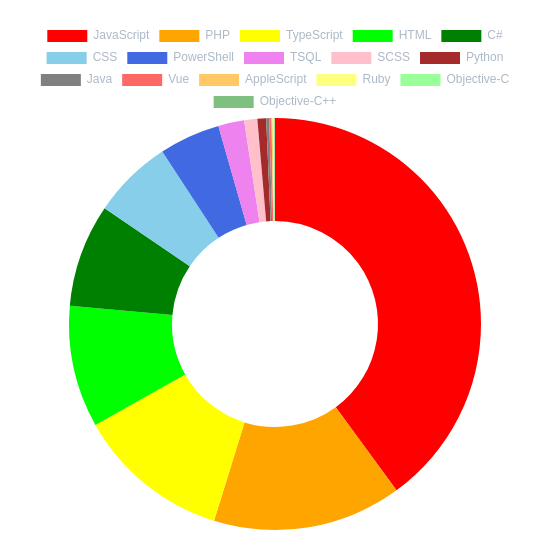 JavaScript PHP TypeScript HTML C#
CSS PowerShell TSQL SCSS Python
Java Vue AppleScript Ruby Objective-C
Objective-C++